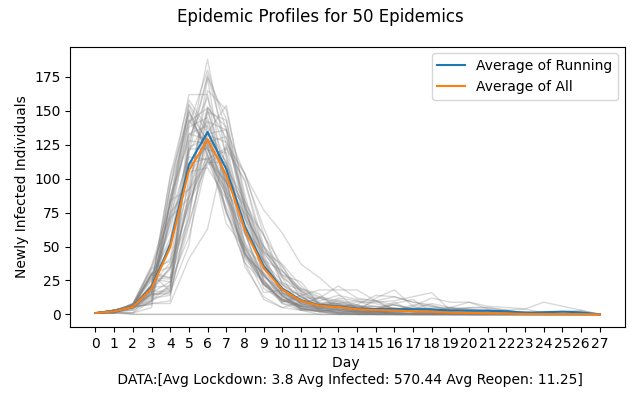 Epidemic Profiles for 50 Epidemics
Average of Running
Average of All
Newly Infected Individuals
175
150
125
100
75
50
25
0
0 1 2 3 4 5 6 7 8 9 10 11 12 13 14 15 16 17 18 19 20 21 22 23 24 25 26 27
Day
DATA:[Avg Lockdown: 3.8 Avg Infected: 570.44 Avg Reopen: 11.25]